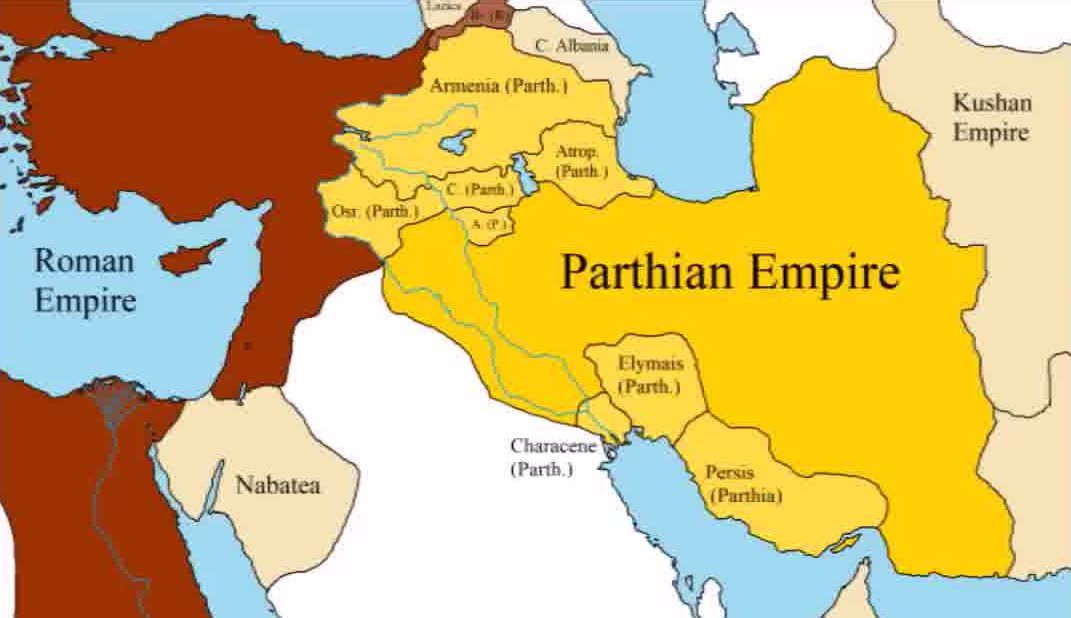 Lazica
C. Albania
Armenia (Parth.)
Kushan
Empire
Atrop.
(Parth.)
C. (Parth.)
Osr. (Parth.)
A. (P.)
Roman
Empire
Parthian Empire
Elymais
(Parth.)
Characene
(Parth.)
Persis
(Parthia)
Nabatea